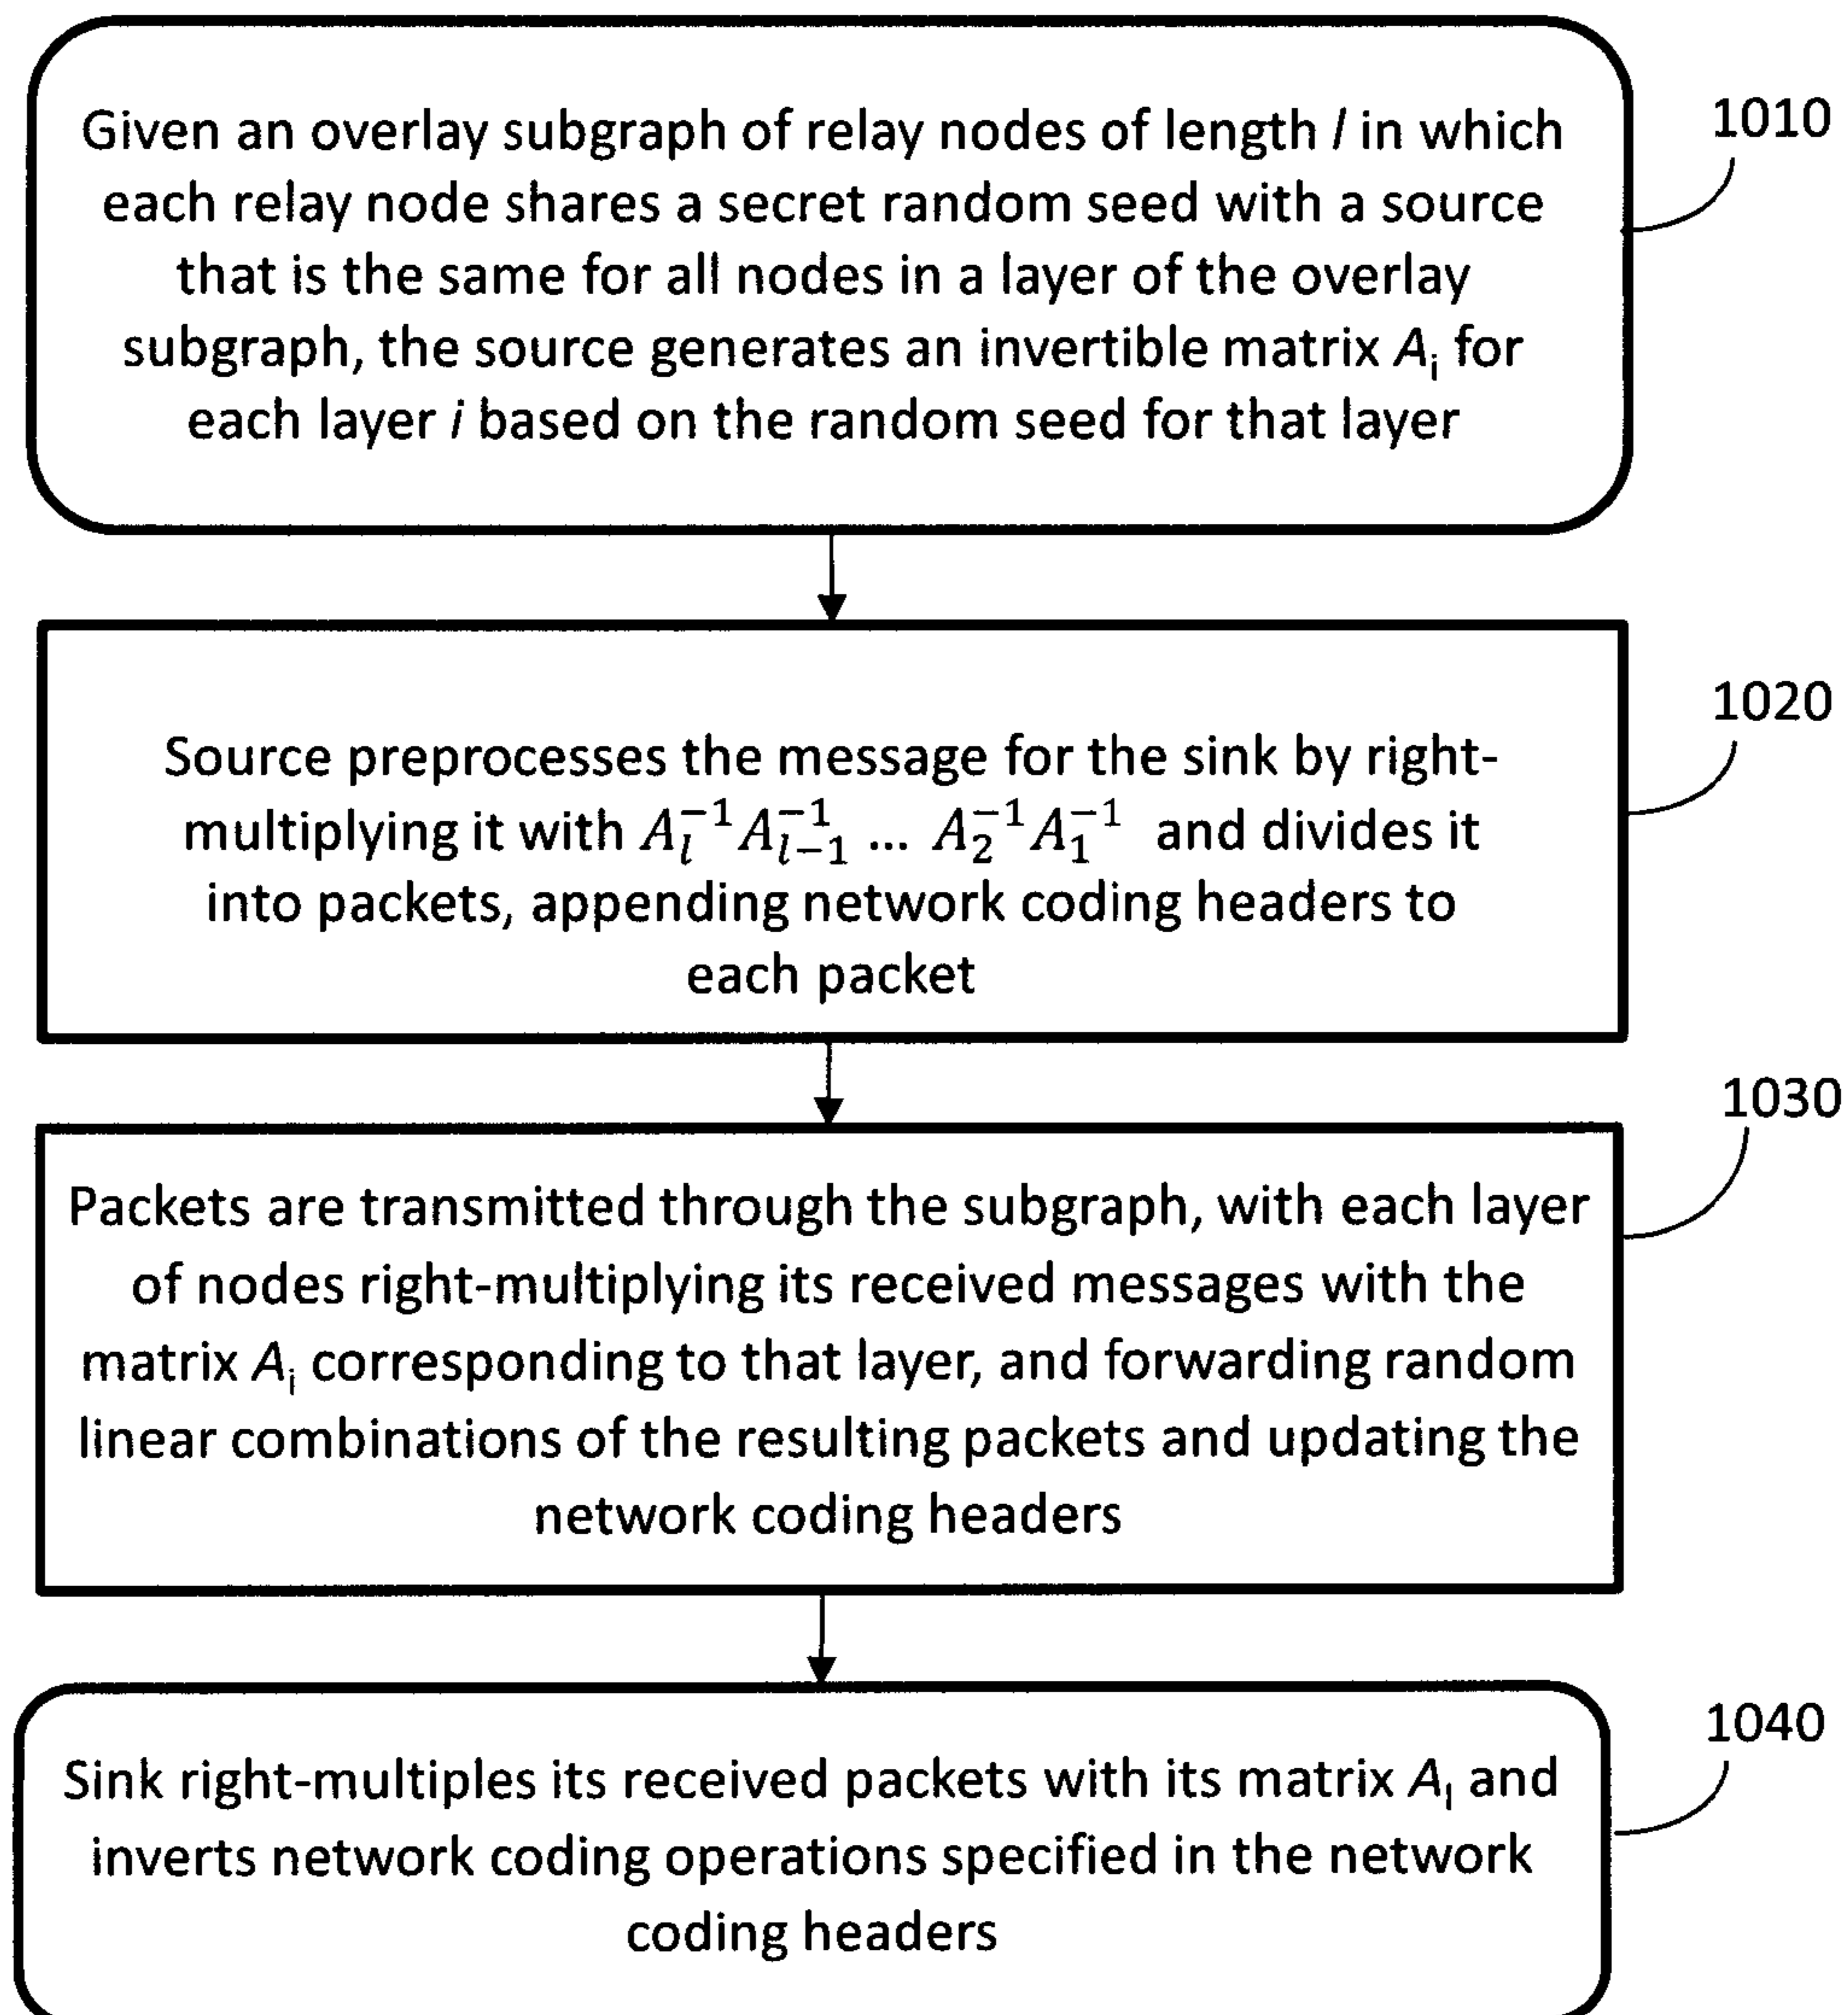 Given an overlay subgraph of relay nodes of length l in which
1010
each relay node shares a secret random seed with a source
that is the same for all nodes in a layer of the overlay
subgraph, the source generates an invertible matrix Aᵢ for
each layer i based on the random seed for that layer
1020
Source preprocesses the message for the sink by right-
multiplying it with A_l^{-1} A_{l-1}^{-1} ... A_2^{-1} A_1^{-1} and divides it
into packets, appending network coding headers to
each packet
1030
Packets are transmitted through the subgraph, with each layer
of nodes right-multiplying its received messages with the
matrix Aᵢ corresponding to that layer, and forwarding random
linear combinations of the resulting packets and updating the
network coding headers
1040
Sink right-multiples its received packets with its matrix A_l and
inverts network coding operations specified in the network
coding headers